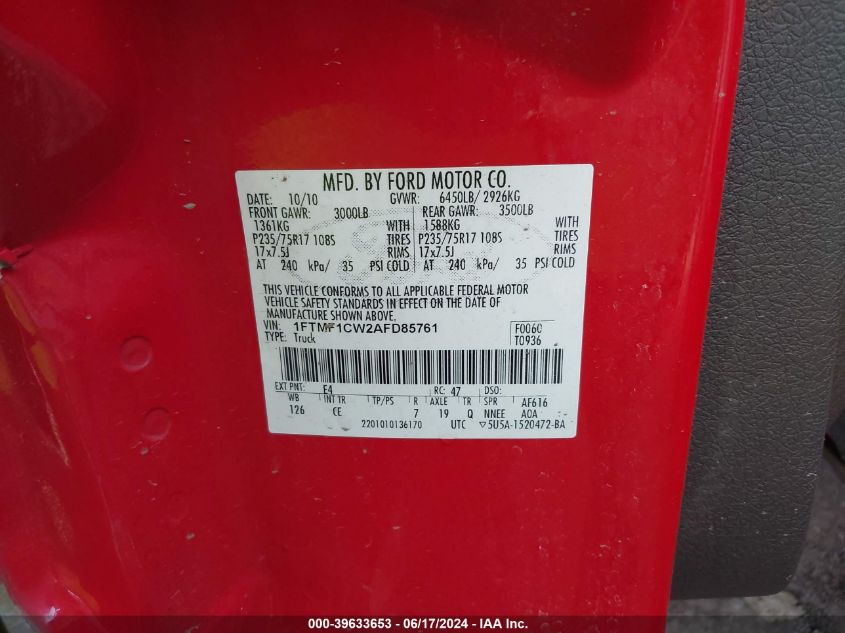 MFD. BY FORD MOTOR CO.
DATE: 10/10 GVWR: 6450LB/ 2926KG
FRONT GAWR: 3000LB REAR GAWR: 3500LB
1361KG WITH 1588KG WITH
P235/75R17 108S TIRES P235/75R17 108S TIRES
17x7.5J RIMS 17x7.5J RIMS
AT 240 kPa/ 35 PSI COLD AT 240 kPa/ 35 PSI COLD
THIS VEHICLE CONFORMS TO ALL APPLICABLE FEDERAL MOTOR
VEHICLE SAFETY STANDARDS IN EFFECT ON THE DATE OF
MANUFACTURE SHOWN ABOVE.
VIN: 1FTMF1CW2AFD85761 F0060
TYPE: Truck T0936
EXT PNT: E4 RC: 47 DSO:
WB INT TR TP/PS R AXLE TR SPR AF616
126 CE 7 19 Q NNEE AOA
2201010136170 UTC ▽5U5A-1520472-BA
000-39633653 - 06/17/2024 - IAA Inc.